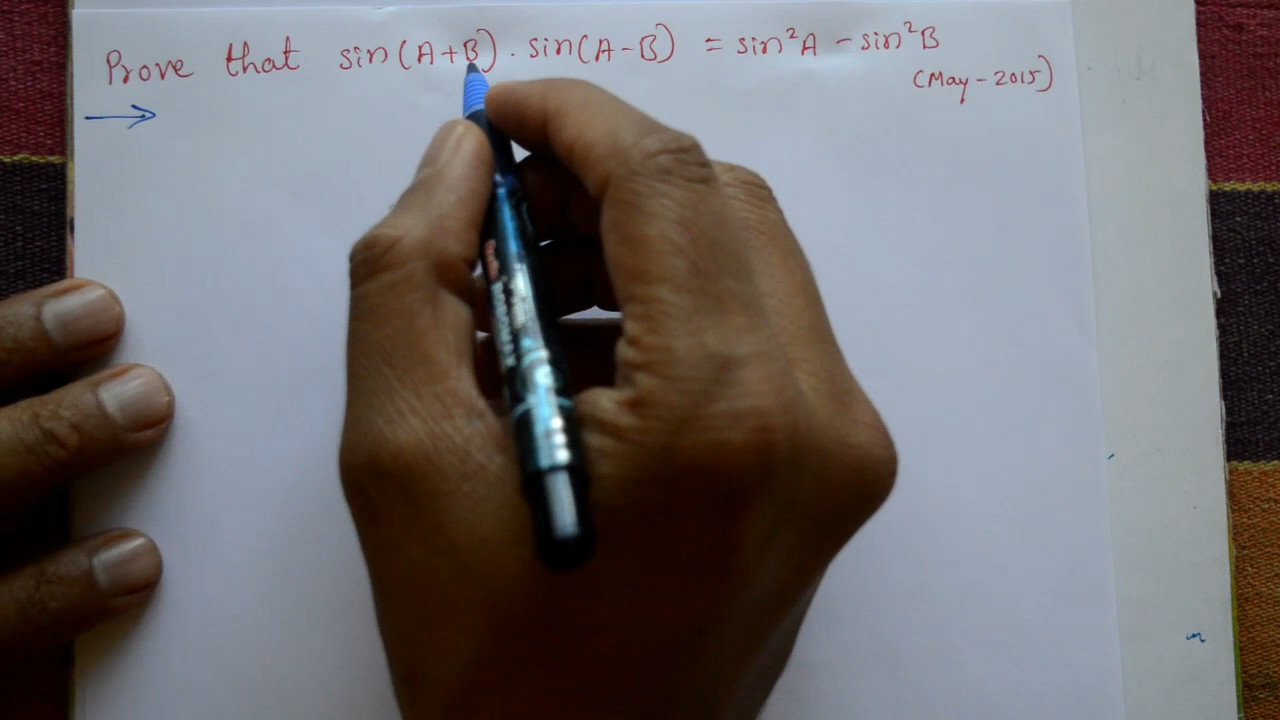 Prove that sin(A+B) . sin(A-B) = sin²A - sin²B
(May - 2015)